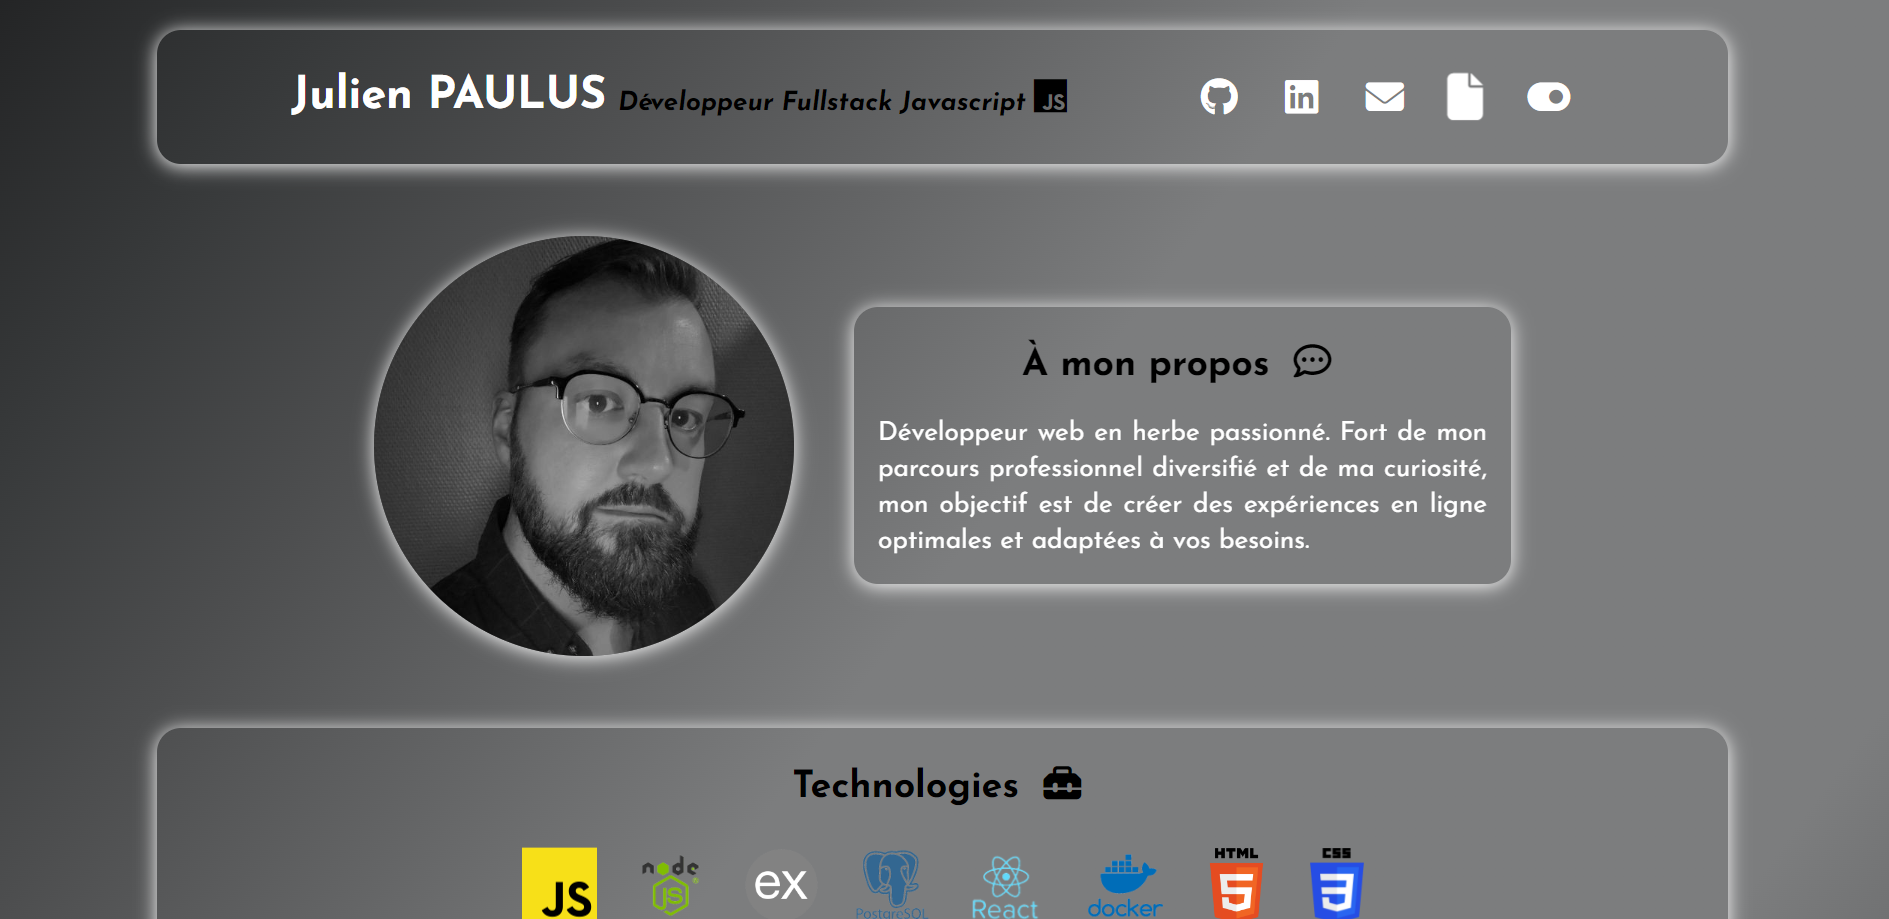 Julien PAULUS Développeur Fullstack Javascript JS
À mon propos
Développeur web en herbe passionné. Fort de mon
parcours professionnel diversifié et de ma curiosité,
mon objectif est de créer des expériences en ligne
optimales et adaptées à vos besoins.
Technologies
JS node JS ex PostgreSQL React docker HTML 5 CSS 3